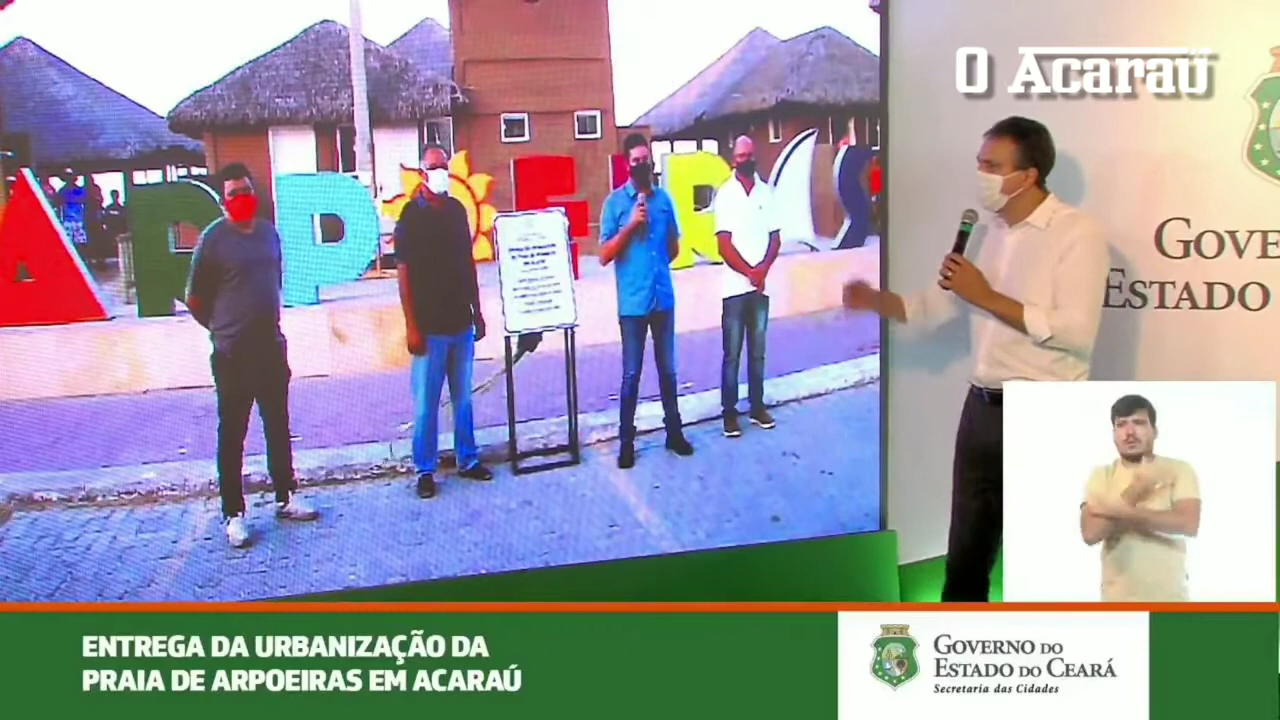 O Acaraú
ARPOEIRAS
GOVE
ESTADO
ENTREGA DA URBANIZAÇÃO DA
PRAIA DE ARPOEIRAS EM ACARAÚ
GOVERNO DO
ESTADO DO CEARÁ
Secretaria das Cidades